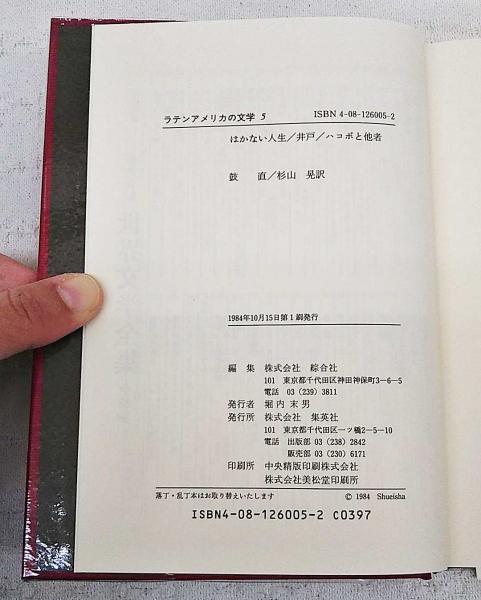 ラテンアメリカの文学 5 ISBN 4-08-126005-2
はかない人生／井戸／ハコボと他者
鼓 直／杉山 晃訳
1984年10月15日第1刷発行
編 集 株式会社 綜合社
101 東京都千代田区神田神保町3-6-5
電話 03 (239) 3811
発行者 堀内末男
発行所 株式会社 集英社
101 東京都千代田区一ツ橋2-5-10
電話 出版部 03 (238) 2842
販売部 03 (230) 6171
印刷所 中央精版印刷株式会社
株式会社美松堂印刷所
落丁・乱丁本はお取り替えいたします © 1984 Shueisha
ISBN4-08-126005-2 C0397